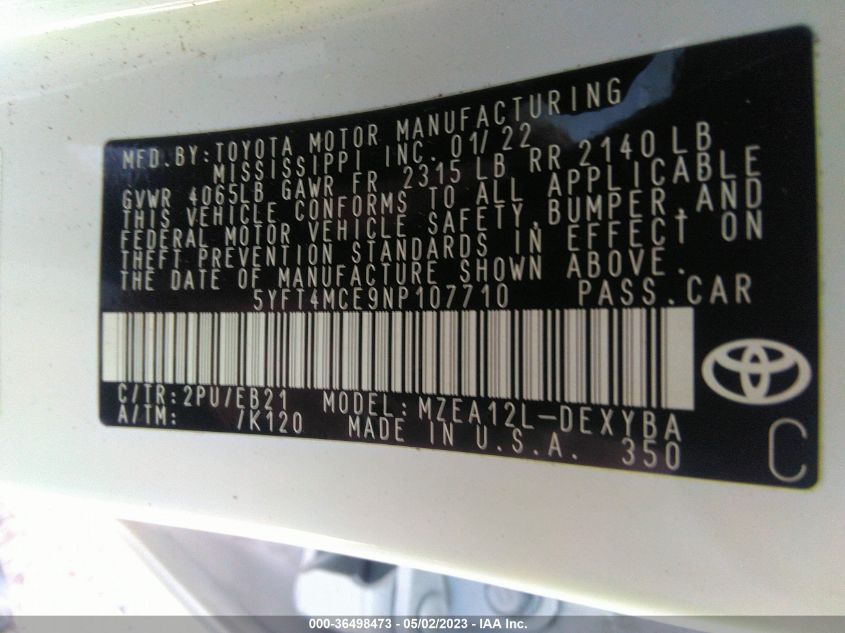 MFD.BY:TOYOTA MOTOR MANUFACTURING
MISSISSIPPI INC. 01/22
GVWR 4065LB GAWR FR 2315 LB RR 2140 LB
THIS VEHICLE CONFORMS TO ALL APPLICABLE
FEDERAL MOTOR VEHICLE SAFETY,BUMPER,AND
THEFT PREVENTION STANDARDS IN EFFECT ON
THE DATE OF MANUFACTURE SHOWN ABOVE.
5YFT4MCE9NP107710 PASS.CAR
C/TR:2PU/EB21 MODEL:MZEA12L-DEXYBA
A/TM: /K120 MADE IN U.S.A. 350
C
000-36498473 - 05/02/2023 - IAA Inc.